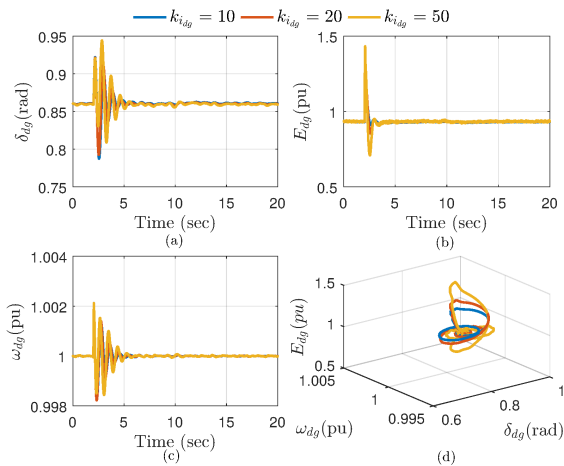 k_{i_{dg}} = 10 k_{i_{dg}} = 20 k_{i_{dg}} = 50
δ_{dg}(rad)
0.95
0.9
0.85
0.8
0.75
0 5 10 15 20
Time (sec)
(a)
E_{dg}(pu)
1.5
1
0.5
0 5 10 15 20
Time (sec)
(b)
ω_{dg}(pu)
1.004
1.002
1
0.998
0 5 10 15 20
Time (sec)
(c)
E_{dg}(pu)
1.5
1
0.5
1.005
1
0.995
0.6
0.8
1
ω_{dg}(pu) δ_{dg}(rad)
(d)